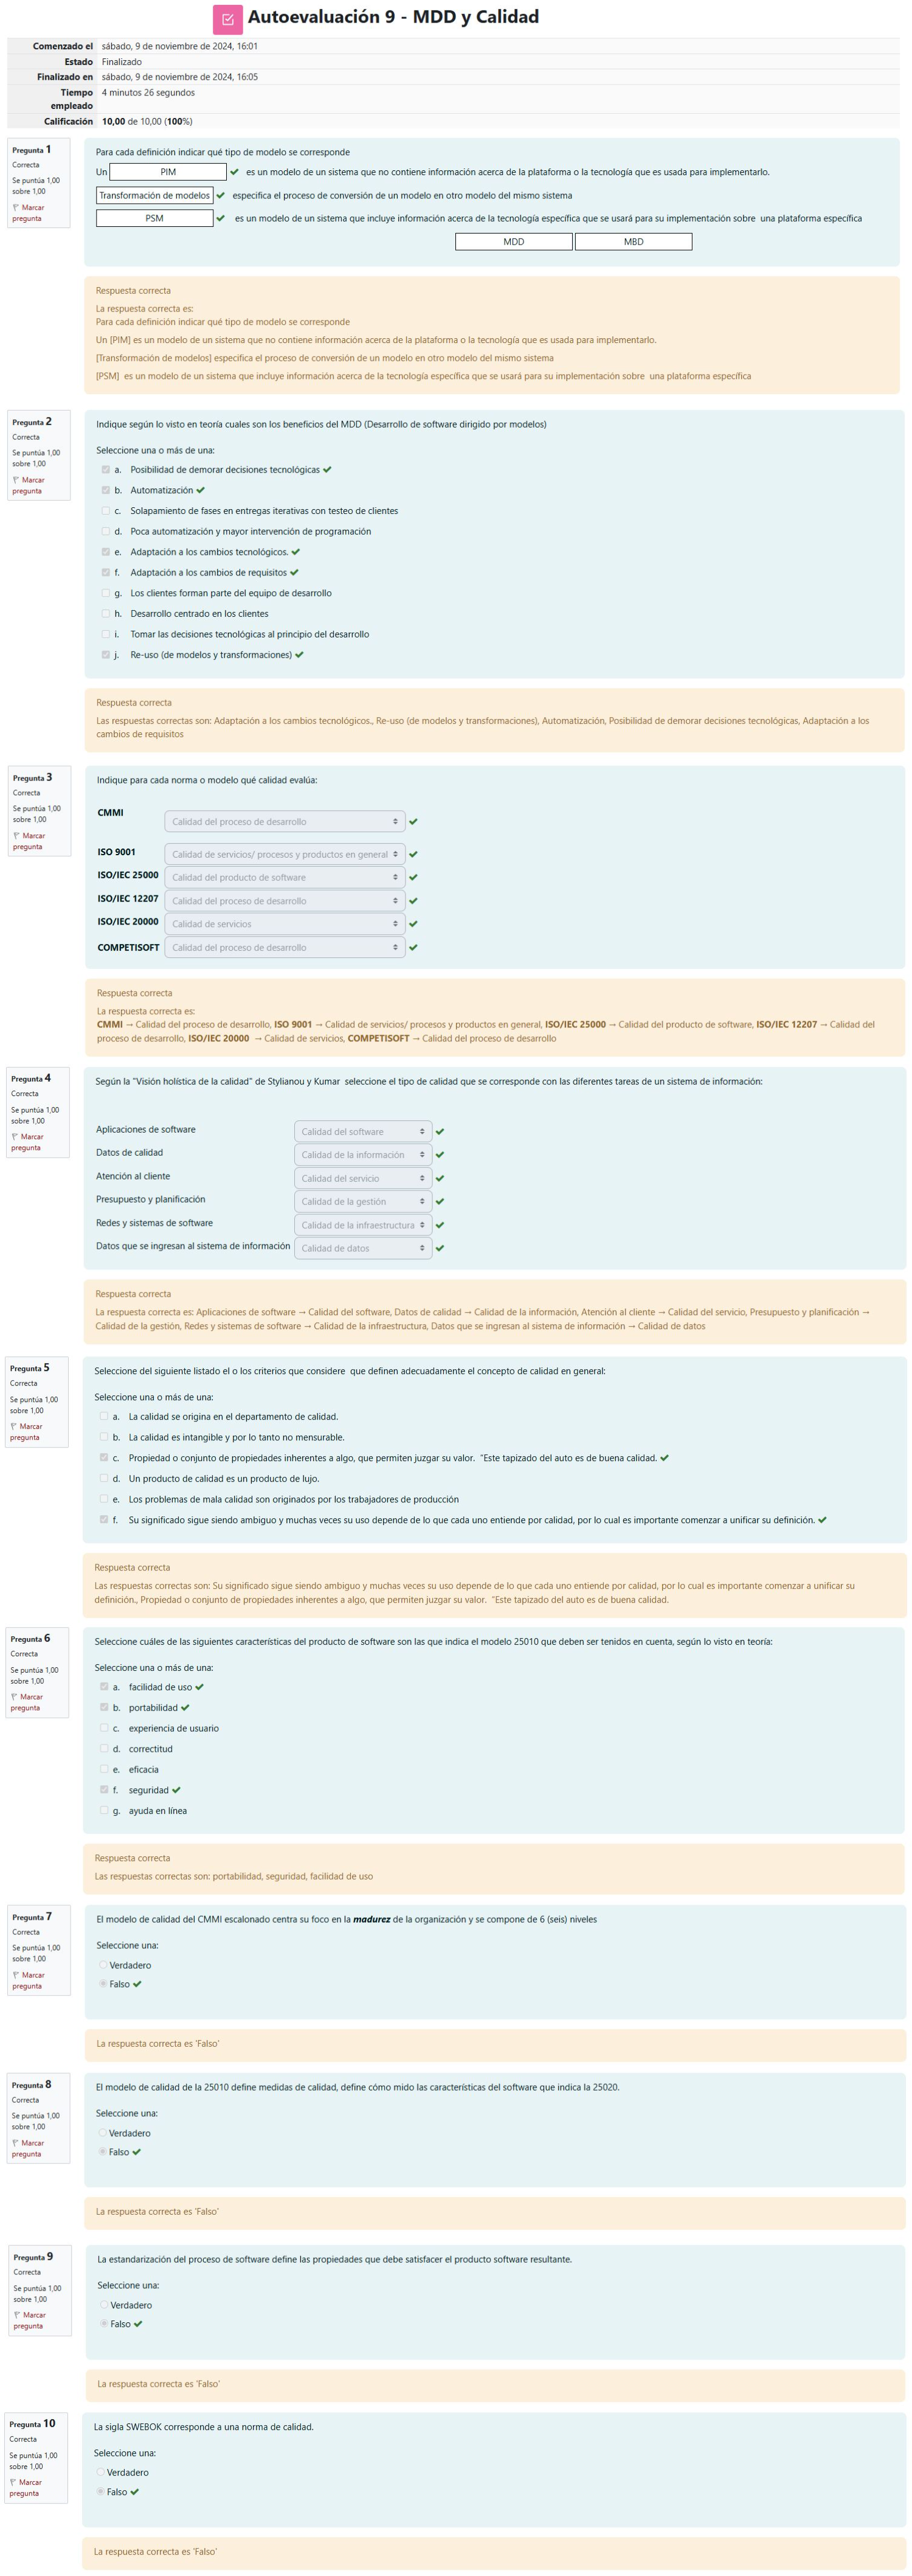 Autoevaluación 9 - MDD y Calidad
Comenzado el sábado, 9 de noviembre de 2024, 16:01
Estado Finalizado
Finalizado en sábado, 9 de noviembre de 2024, 16:05
Tiempo empleado 4 minutos 26 segundos
Calificación 10,00 de 10,00 (100%)
Pregunta 1
Correcta
Se puntúa 1,00
sobre 1,00
Marcar
pregunta
Para cada definición indicar qué tipo de modelo se corresponde
Un PIM es un modelo de un sistema que no contiene información acerca de la plataforma o la tecnología que es usada para implementarlo.
Transformación de modelos especifica el proceso de conversión de un modelo en otro modelo del mismo sistema
PSM es un modelo de un sistema que incluye información acerca de la tecnología específica que se usará para su implementación sobre una plataforma específica
MDD MBD
Respuesta correcta
La respuesta correcta es:
Para cada definición indicar qué tipo de modelo se corresponde
Un [PIM] es un modelo de un sistema que no contiene información acerca de la plataforma o la tecnología que es usada para implementarlo.
[Transformación de modelos] especifica el proceso de conversión de un modelo en otro modelo del mismo sistema
[PSM] es un modelo de un sistema que incluye información acerca de la tecnología específica que se usará para su implementación sobre una plataforma específica
Pregunta 2
Correcta
Se puntúa 1,00
sobre 1,00
Marcar
pregunta
Indique según lo visto en teoría cuales son los beneficios del MDD (Desarrollo de software dirigido por modelos)
Seleccione una o más de una:
a. Posibilidad de demorar decisiones tecnológicas
b. Automatización
c. Solapamiento de fases en entregas iterativas con testeo de clientes
d. Poca automatización y mayor intervención de programación
e. Adaptación a los cambios tecnológicos.
f. Adaptación a los cambios de requisitos
g. Los clientes forman parte del equipo de desarrollo
h. Desarrollo centrado en los clientes
i. Tomar las decisiones tecnológicas al principio del desarrollo
j. Re-uso (de modelos y transformaciones)
Respuesta correcta
Las respuestas correctas son: Adaptación a los cambios tecnológicos., Re-uso (de modelos y transformaciones), Automatización, Posibilidad de demorar decisiones tecnológicas, Adaptación a los
cambios de requisitos
Pregunta 3
Correcta
Se puntúa 1,00
sobre 1,00
Marcar
pregunta
Indique para cada norma o modelo qué calidad evalúa:
CMMI Calidad del proceso de desarrollo
ISO 9001 Calidad de servicios/ procesos y productos en general
ISO/IEC 25000 Calidad del producto de software
ISO/IEC 12207 Calidad del proceso de desarrollo
ISO/IEC 20000 Calidad de servicios
COMPETISOFT Calidad del proceso de desarrollo
Respuesta correcta
La respuesta correcta es:
CMMI → Calidad del proceso de desarrollo, ISO 9001 → Calidad de servicios/ procesos y productos en general, ISO/IEC 25000 → Calidad del producto de software, ISO/IEC 12207 → Calidad del
proceso de desarrollo, ISO/IEC 20000 → Calidad de servicios, COMPETISOFT → Calidad del proceso de desarrollo
Pregunta 4
Correcta
Se puntúa 1,00
sobre 1,00
Marcar
pregunta
Según la "Visión holística de la calidad" de Stylianou y Kumar seleccione el tipo de calidad que se corresponde con las diferentes tareas de un sistema de información:
Aplicaciones de software Calidad del software
Datos de calidad Calidad de la información
Atención al cliente Calidad del servicio
Presupuesto y planificación Calidad de la gestión
Redes y sistemas de software Calidad de la infraestructura
Datos que se ingresan al sistema de información Calidad de datos
Respuesta correcta
La respuesta correcta es: Aplicaciones de software → Calidad del software, Datos de calidad → Calidad de la información, Atención al cliente → Calidad del servicio, Presupuesto y planificación →
Calidad de la gestión, Redes y sistemas de software → Calidad de la infraestructura, Datos que se ingresan al sistema de información → Calidad de datos
Pregunta 5
Correcta
Se puntúa 1,00
sobre 1,00
Marcar
pregunta
Seleccione del siguiente listado el o los criterios que considere que definen adecuadamente el concepto de calidad en general:
Seleccione una o más de una:
a. La calidad se origina en el departamento de calidad.
b. La calidad es intangible y por lo tanto no mensurable.
c. Propiedad o conjunto de propiedades inherentes a algo, que permiten juzgar su valor. "Este tapizado del auto es de buena calidad.
d. Un producto de calidad es un producto de lujo.
e. Los problemas de mala calidad son originados por los trabajadores de producción
f. Su significado sigue siendo ambiguo y muchas veces su uso depende de lo que cada uno entiende por calidad, por lo cual es importante comenzar a unificar su definición.
Respuesta correcta
Las respuestas correctas son: Su significado sigue siendo ambiguo y muchas veces su uso depende de lo que cada uno entiende por calidad, por lo cual es importante comenzar a unificar su
definición., Propiedad o conjunto de propiedades inherentes a algo, que permiten juzgar su valor. "Este tapizado del auto es de buena calidad.
Pregunta 6
Correcta
Se puntúa 1,00
sobre 1,00
Marcar
pregunta
Seleccione cuáles de las siguientes características del producto de software son las que indica el modelo 25010 que deben ser tenidos en cuenta, según lo visto en teoría:
Seleccione una o más de una:
a. facilidad de uso
b. portabilidad
c. experiencia de usuario
d. correctitud
e. eficacia
f. seguridad
g. ayuda en línea
Respuesta correcta
Las respuestas correctas son: portabilidad, seguridad, facilidad de uso
Pregunta 7
Correcta
Se puntúa 1,00
sobre 1,00
Marcar
pregunta
El modelo de calidad del CMMI escalonado centra su foco en la madurez de la organización y se compone de 6 (seis) niveles
Seleccione una:
Verdadero
Falso
La respuesta correcta es 'Falso'
Pregunta 8
Correcta
Se puntúa 1,00
sobre 1,00
Marcar
pregunta
El modelo de calidad de la 25010 define medidas de calidad, define cómo mido las características del software que indica la 25020.
Seleccione una:
Verdadero
Falso
La respuesta correcta es 'Falso'
Pregunta 9
Correcta
Se puntúa 1,00
sobre 1,00
Marcar
pregunta
La estandarización del proceso de software define las propiedades que debe satisfacer el producto software resultante.
Seleccione una:
Verdadero
Falso
La respuesta correcta es 'Falso'
Pregunta 10
Correcta
Se puntúa 1,00
sobre 1,00
Marcar
pregunta
La sigla SWEBOK corresponde a una norma de calidad.
Seleccione una:
Verdadero
Falso
La respuesta correcta es 'Falso'